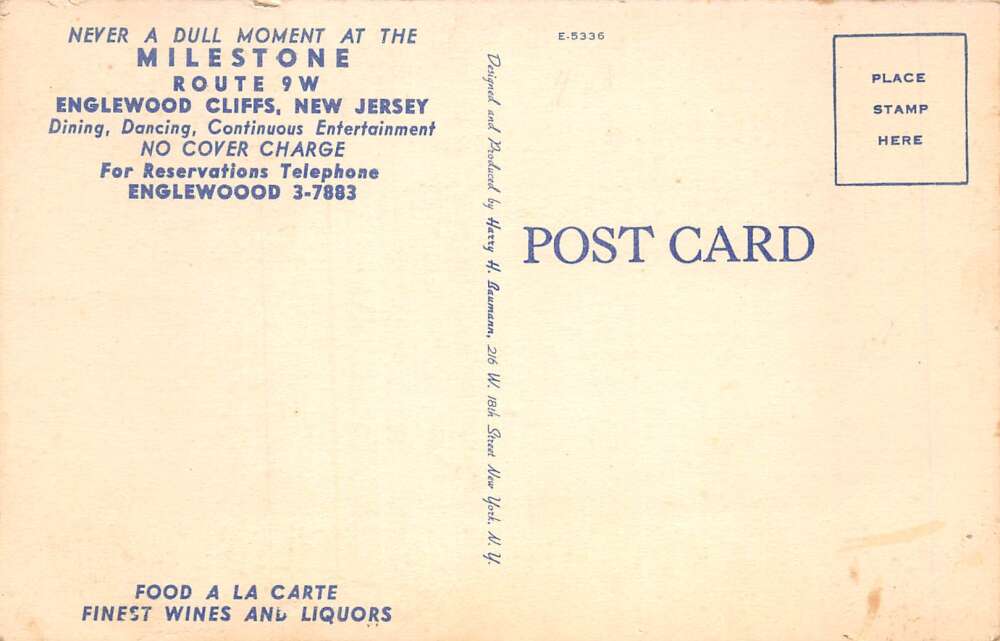 NEVER A DULL MOMENT AT THE
MILESTONE
ROUTE 9W
ENGLEWOOD CLIFFS, NEW JERSEY
Dining, Dancing, Continuous Entertainment
NO COVER CHARGE
For Reservations Telephone
ENGLEWOOOD 3-7883
FOOD A LA CARTE
FINEST WINES AND LIQUORS
Designed and Produced by Harry H. Baumann, 216 W. 18th Street New York, N. Y.
E-5336
POST CARD
PLACE
STAMP
HERE